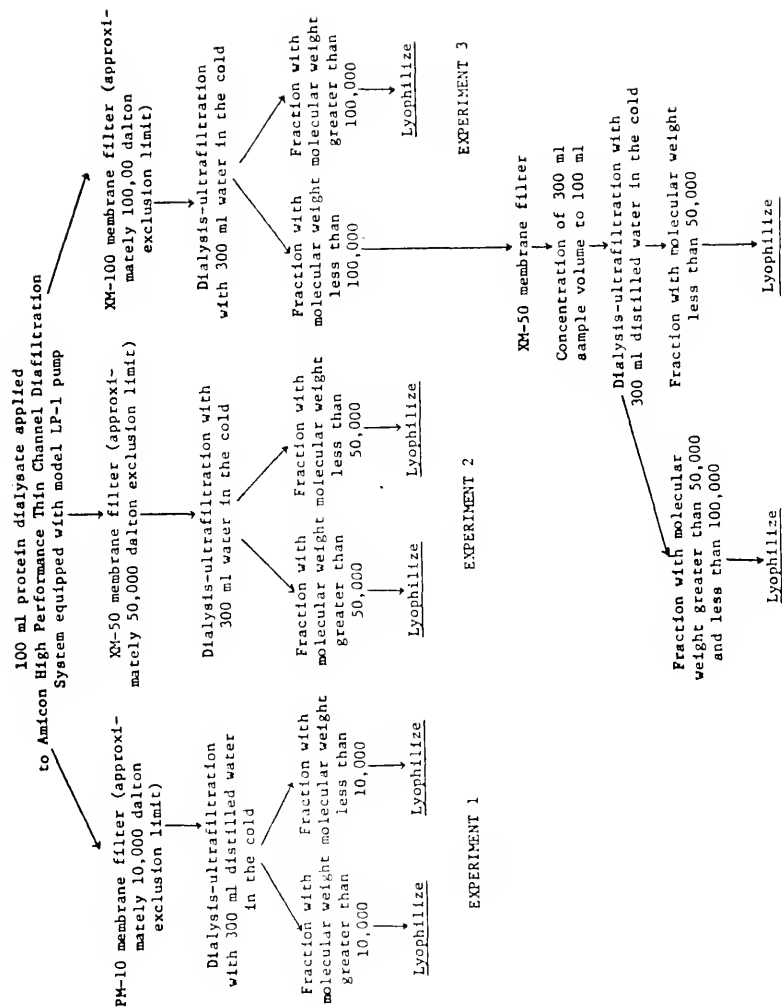 100 ml protein dialysate applied
to Amicon High Performance Thin Channel Diafiltration
System equipped with model LP-1 pump
PM-10 membrane filter (approxi-
mately 10,000 dalton
exclusion limit)
Dialysis-ultrafiltration
with 300 ml distilled water
in the cold
Fraction with
molecular weight
greater than
10,000
Lyophilize
Fraction with
molecular weight
less than
10,000
Lyophilize
EXPERIMENT 1
XM-50 membrane filter (approxi-
mately 50,000 dalton exclusion limit)
Dialysis-ultrafiltration with
300 ml water in the cold
Fraction with
molecular weight
greater than
50,000
Lyophilize
Fraction with
molecular weight
less than
50,000
Lyophilize
EXPERIMENT 2
XM-100 membrane filter (approxi-
mately 100,00 dalton
exclusion limit)
Dialysis-ultrafiltration
with 300 ml water in the cold
Fraction with
molecular weight
less than
100,000
Fraction with
molecular weight
greater than
100,000
Lyophilize
EXPERIMENT 3
XM-50 membrane filter
Concentration of 300 ml
sample volume to 100 ml
Dialysis-ultrafiltration with
300 ml distilled water in the cold
Fraction with molecular
weight greater than 50,000
and less than 100,000
Lyophilize
Fraction with molecular weight
less than 50,000
Lyophilize